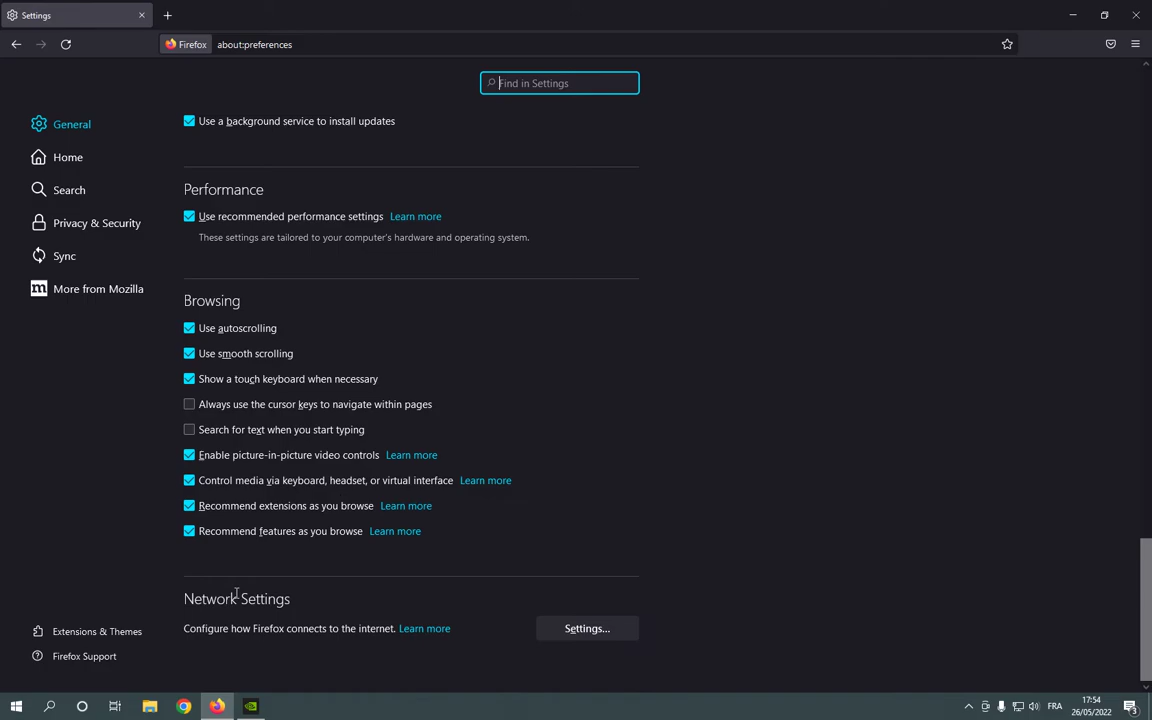 Settings
Firefox
about:preferences
Find in Settings
General
Home
Search
Privacy & Security
Sync
More from Mozilla
Extensions & Themes
Firefox Support
Use a background service to install updates
Performance
Use recommended performance settings Learn more
These settings are tailored to your computer's hardware and operating system.
Browsing
Use autoscrolling
Use smooth scrolling
Show a touch keyboard when necessary
Always use the cursor keys to navigate within pages
Search for text when you start typing
Enable picture-in-picture video controls Learn more
Control media via keyboard, headset, or virtual interface Learn more
Recommend extensions as you browse Learn more
Recommend features as you browse Learn more
Network Settings
Configure how Firefox connects to the internet. Learn more
Settings...
FRA
17:54
26/05/2022
3